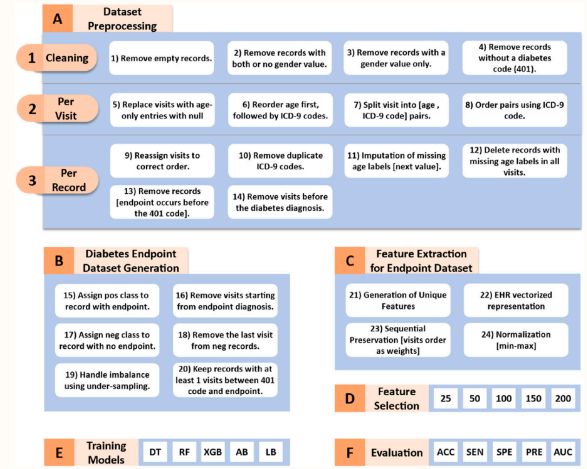 A
Dataset
Preprocessing
1
Cleaning
1) Remove empty records.
2) Remove records with
both or no gender value.
3) Remove records with a
gender value only.
4) Remove records
without a diabetes
code (401).
2
Per
Visit
5) Replace visits with age-
only entries with null
6) Reorder age first,
followed by ICD-9 codes.
7) Split visit into [age ,
ICD-9 code] pairs.
8) Order pairs using ICD-9
code.
3
Per
Record
9) Reassign visits to
correct order.
10) Remove duplicate
ICD-9 codes.
11) Imputation of missing
age labels [next value].
12) Delete records with
missing age labels in all
visits.
13) Remove records
[endpoint occurs before
the 401 code].
14) Remove visits before
the diabetes diagnosis.
B
Diabetes Endpoint
Dataset Generation
15) Assign pos class to
record with endpoint.
16) Remove visits starting
from endpoint diagnosis.
17) Assign neg class to
record with no endpoint.
18) Remove the last visit
from neg records.
19) Handle imbalance
using under-sampling.
20) Keep records with at
least 1 visits between 401
code and endpoint.
C
Feature Extraction
for Endpoint Dataset
21) Generation of Unique
Features
22) EHR vectorized
representation
23) Sequential
Preservation [visits order
as weights]
24) Normalization
[min-max]
D
Feature
Selection
25 50 100 150 200
E
Training
Models
DT RF XGB AB LB
F
Evaluation
ACC SEN SPE PRE AUC